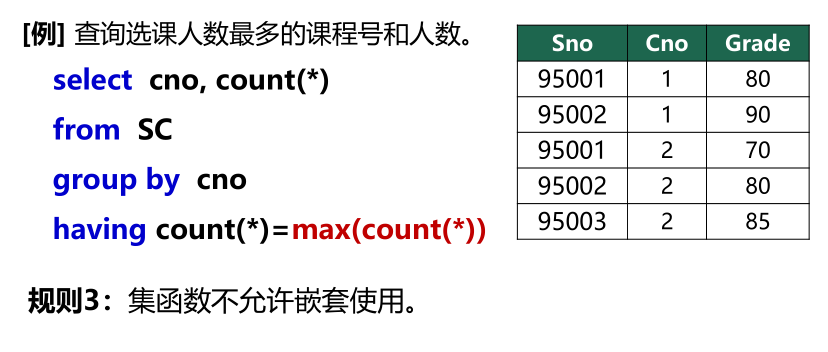 [例] 查询选课人数最多的课程号和人数。
select cno, count(*)
from SC
group by cno
having count(*)=max(count(*))
Sno Cno Grade
95001 1 80
95002 1 90
95001 2 70
95002 2 80
95003 2 85
规则3：集函数不允许嵌套使用。